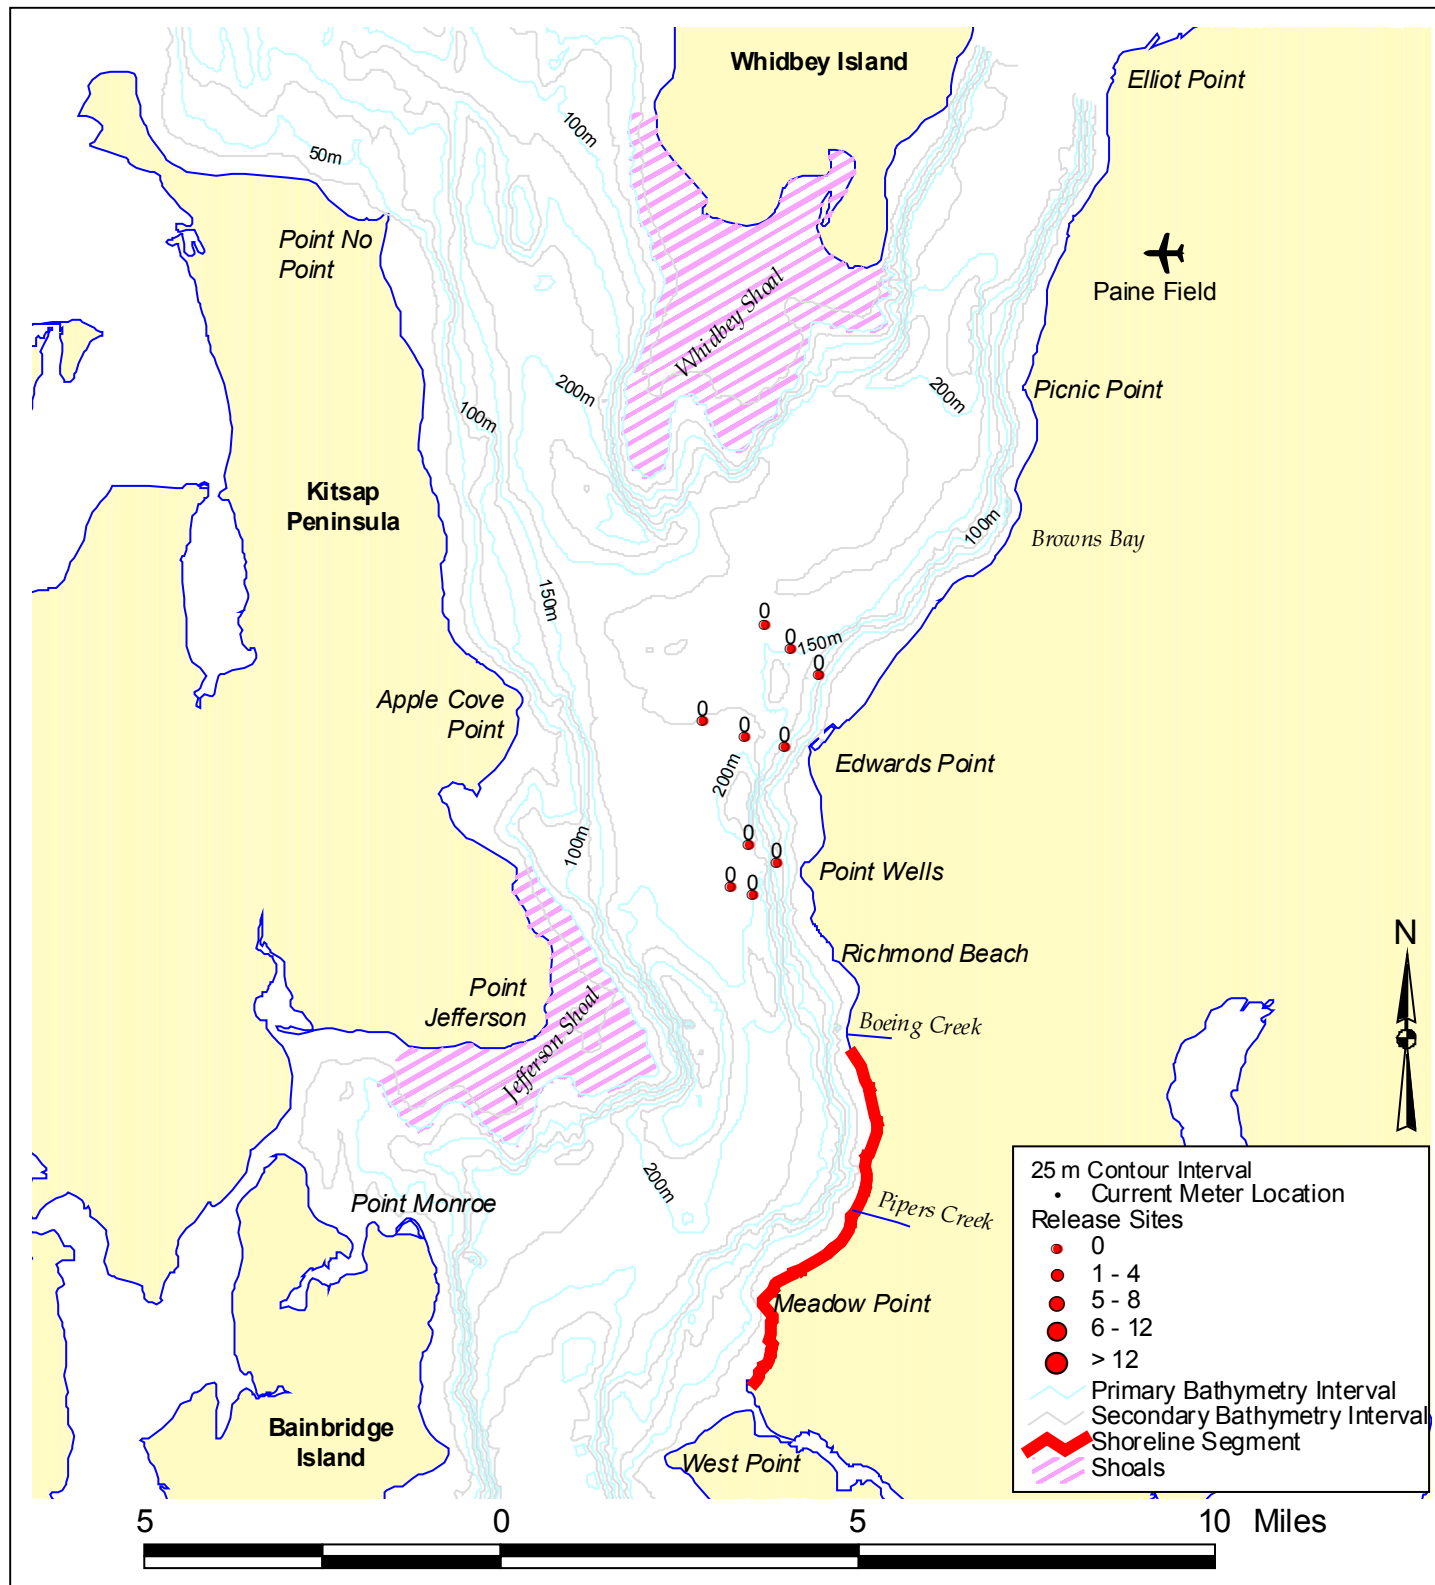 Whidbey Island
Elliot Point
100m
50m
Point No
Point
Paine Field
Whidbey Shoal
200m
200m
Picnic Point
100m
Kitsap
Peninsula
100m
Browns Bay
150m
0
0
150m
0
Apple Cove
Point
0
0
0
Edwards Point
200m
100m
0
0
Point Wells
0
0
N
Richmond Beach
Point
Jefferson
Jefferson Shoal
Boeing Creek
200m
Point Monroe
Pipers Creek
Meadow Point
Bainbridge
Island
West Point
25 m Contour Interval
Current Meter Location
Release Sites
0
1 - 4
5 - 8
6 - 12
> 12
Primary Bathymetry Interval
Secondary Bathymetry Interval
Shoreline Segment
Shoals
5 0 5 10 Miles